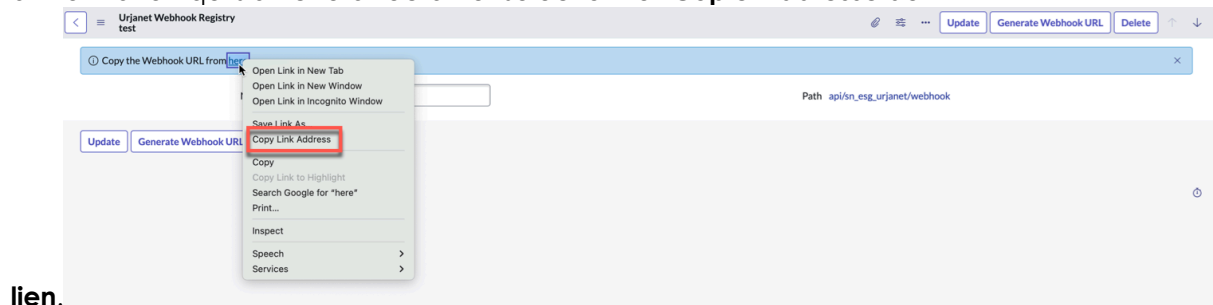 Urjanet Webhook Registry
test
Update
Generate Webhook URL
Delete
Copy the Webhook URL from here
Path api/sn_esg_urjanet/webhook
Update
Generate Webhook URL
Open Link in New Tab
Open Link in New Window
Open Link in Incognito Window
Save Link As...
Copy Link Address
Copy
Copy Link to Highlight
Search Google for “here”
Print...
Inspect
Speech
Services
lien.